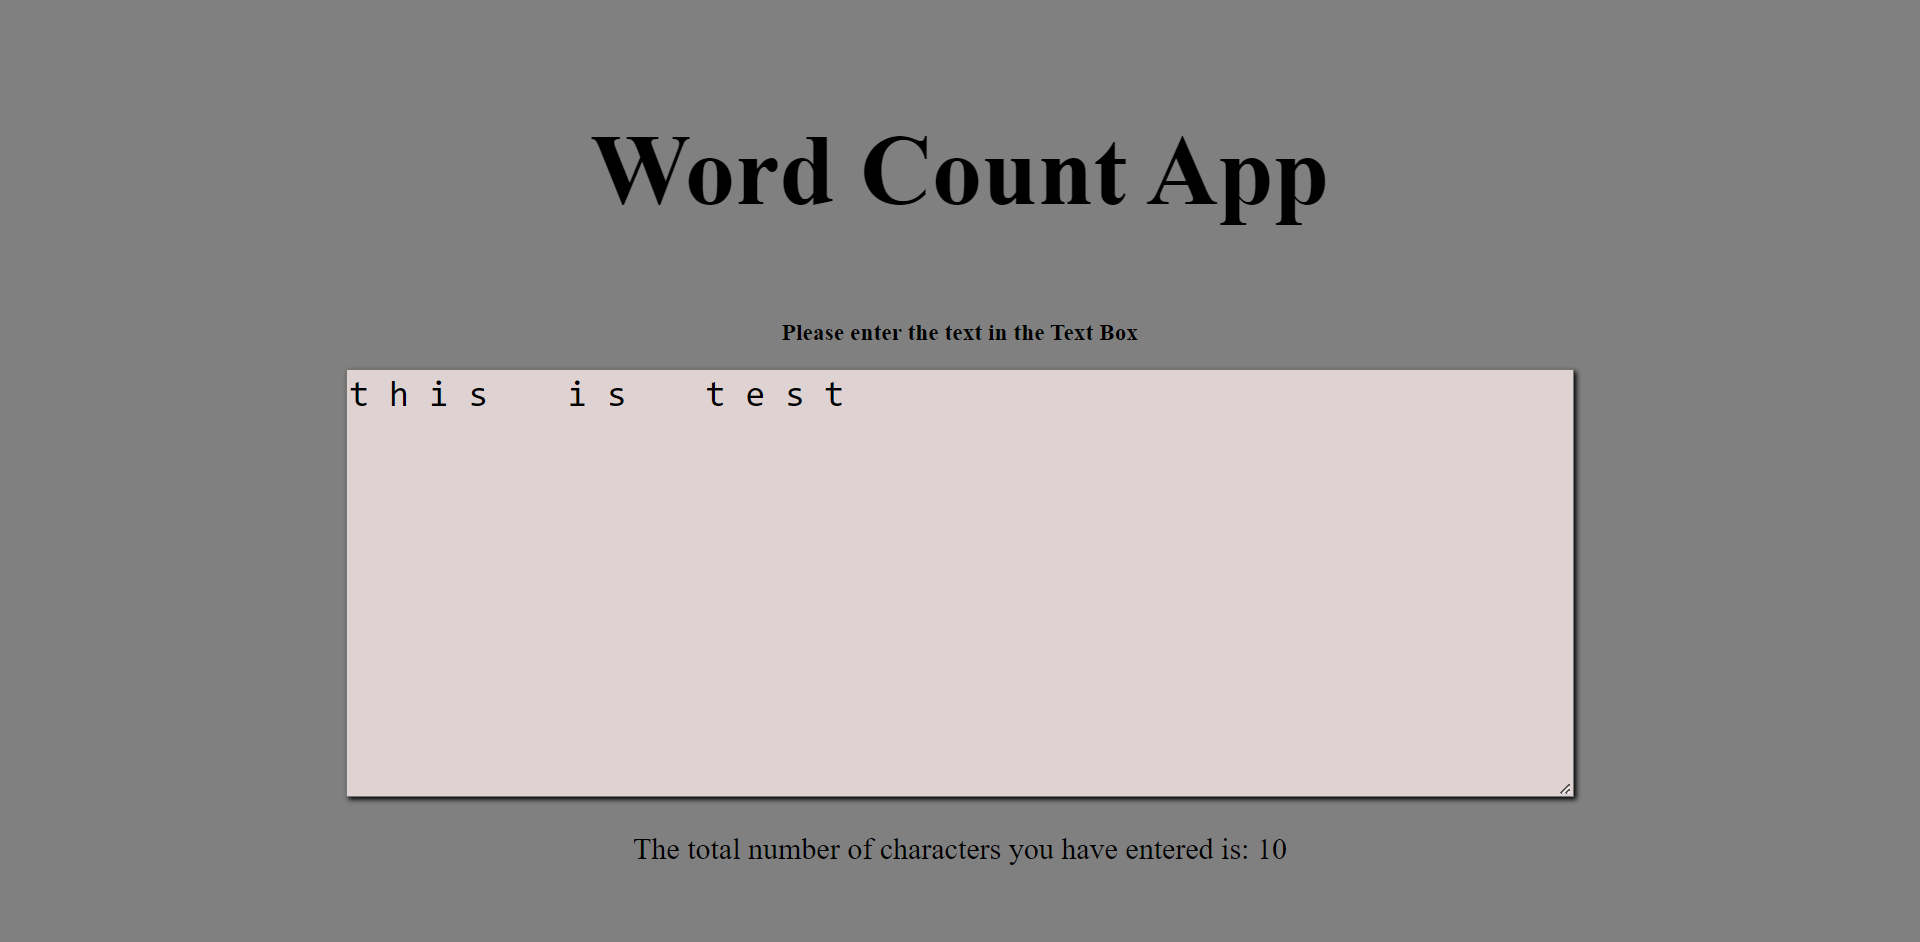 Word Count App
Please enter the text in the Text Box
t h i s   i s   t e s t
The total number of characters you have entered is: 10